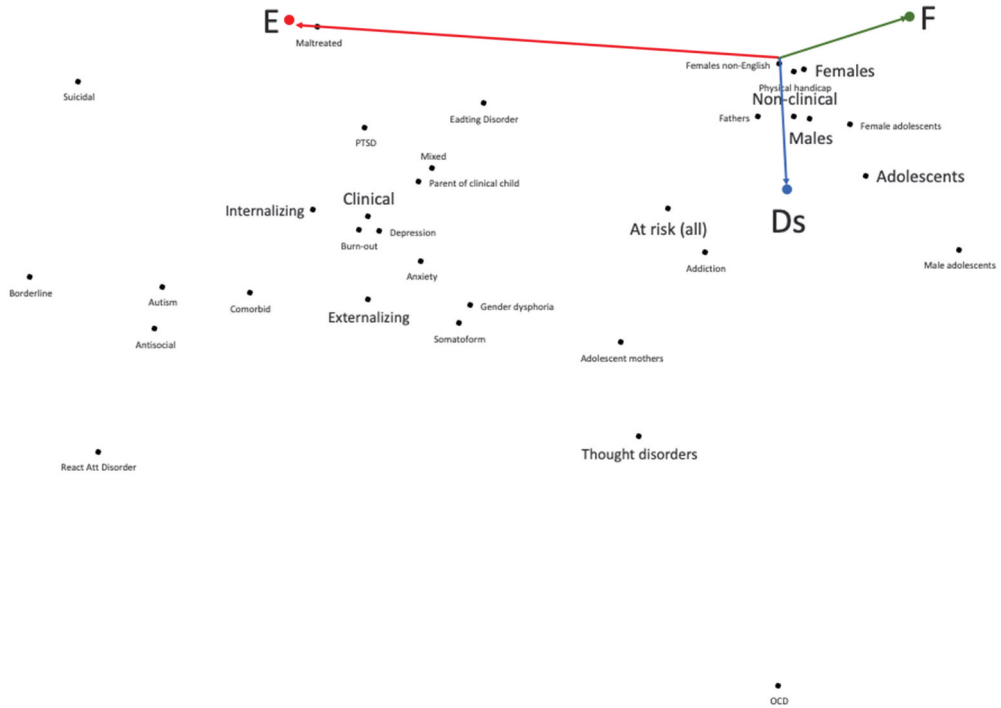 E
F
Maltreated
Females non-English
Females
Suicidal
Physical handicap
Non-clinical
Eadting Disorder
Fathers
Female adolescents
PTSD
Males
Mixed
Parent of clinical child
Adolescents
Clinical
Internalizing
Ds
At risk (all)
Depression
Burn-out
Male adolescents
Addiction
Anxiety
Borderline
Autism
Comorbid
Gender dysphoria
Externalizing
Somatoform
Antisocial
Adolescent mothers
Thought disorders
React Att Disorder
OCD